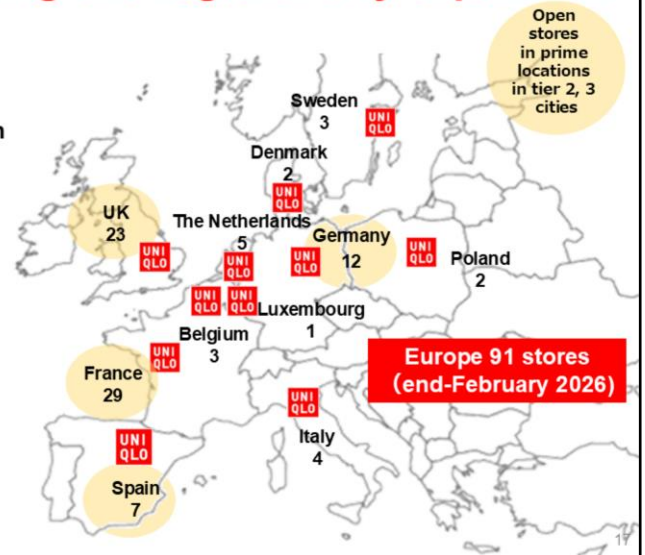 Open
stores
in prime
locations
in tier 2, 3
cities
Sweden
3
UNI
QLO
Denmark
2
UNI
QLO
UK
23
UNI
QLO
The Netherlands
5
UNI
QLO
Germany
12
UNI
QLO
UNI
QLO
Poland
2
UNI
QLO
UNI
QLO
Luxembourg
1
Belgium
3
UNI
QLO
France
29
Europe 91 stores
(end-February 2026)
UNI
QLO
Italy
4
UNI
QLO
Spain
7
17